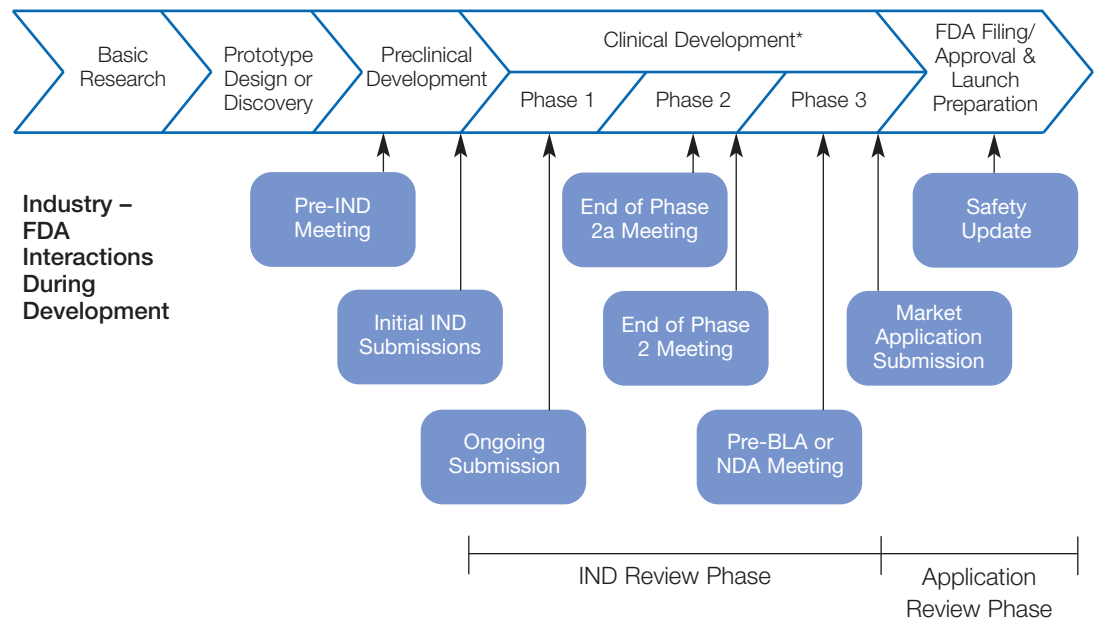 Basic
Research
Prototype
Design or
Discovery
Preclinical
Development
Clinical Development*
Phase 1
Phase 2
Phase 3
FDA Filing/
Approval &
Launch
Preparation
Industry –
FDA
Interactions
During
Development
Pre-IND
Meeting
Initial IND
Submissions
Ongoing
Submission
End of Phase
2a Meeting
End of Phase
2 Meeting
Pre-BLA or
NDA Meeting
Market
Application
Submission
Safety
Update
IND Review Phase
Application
Review Phase